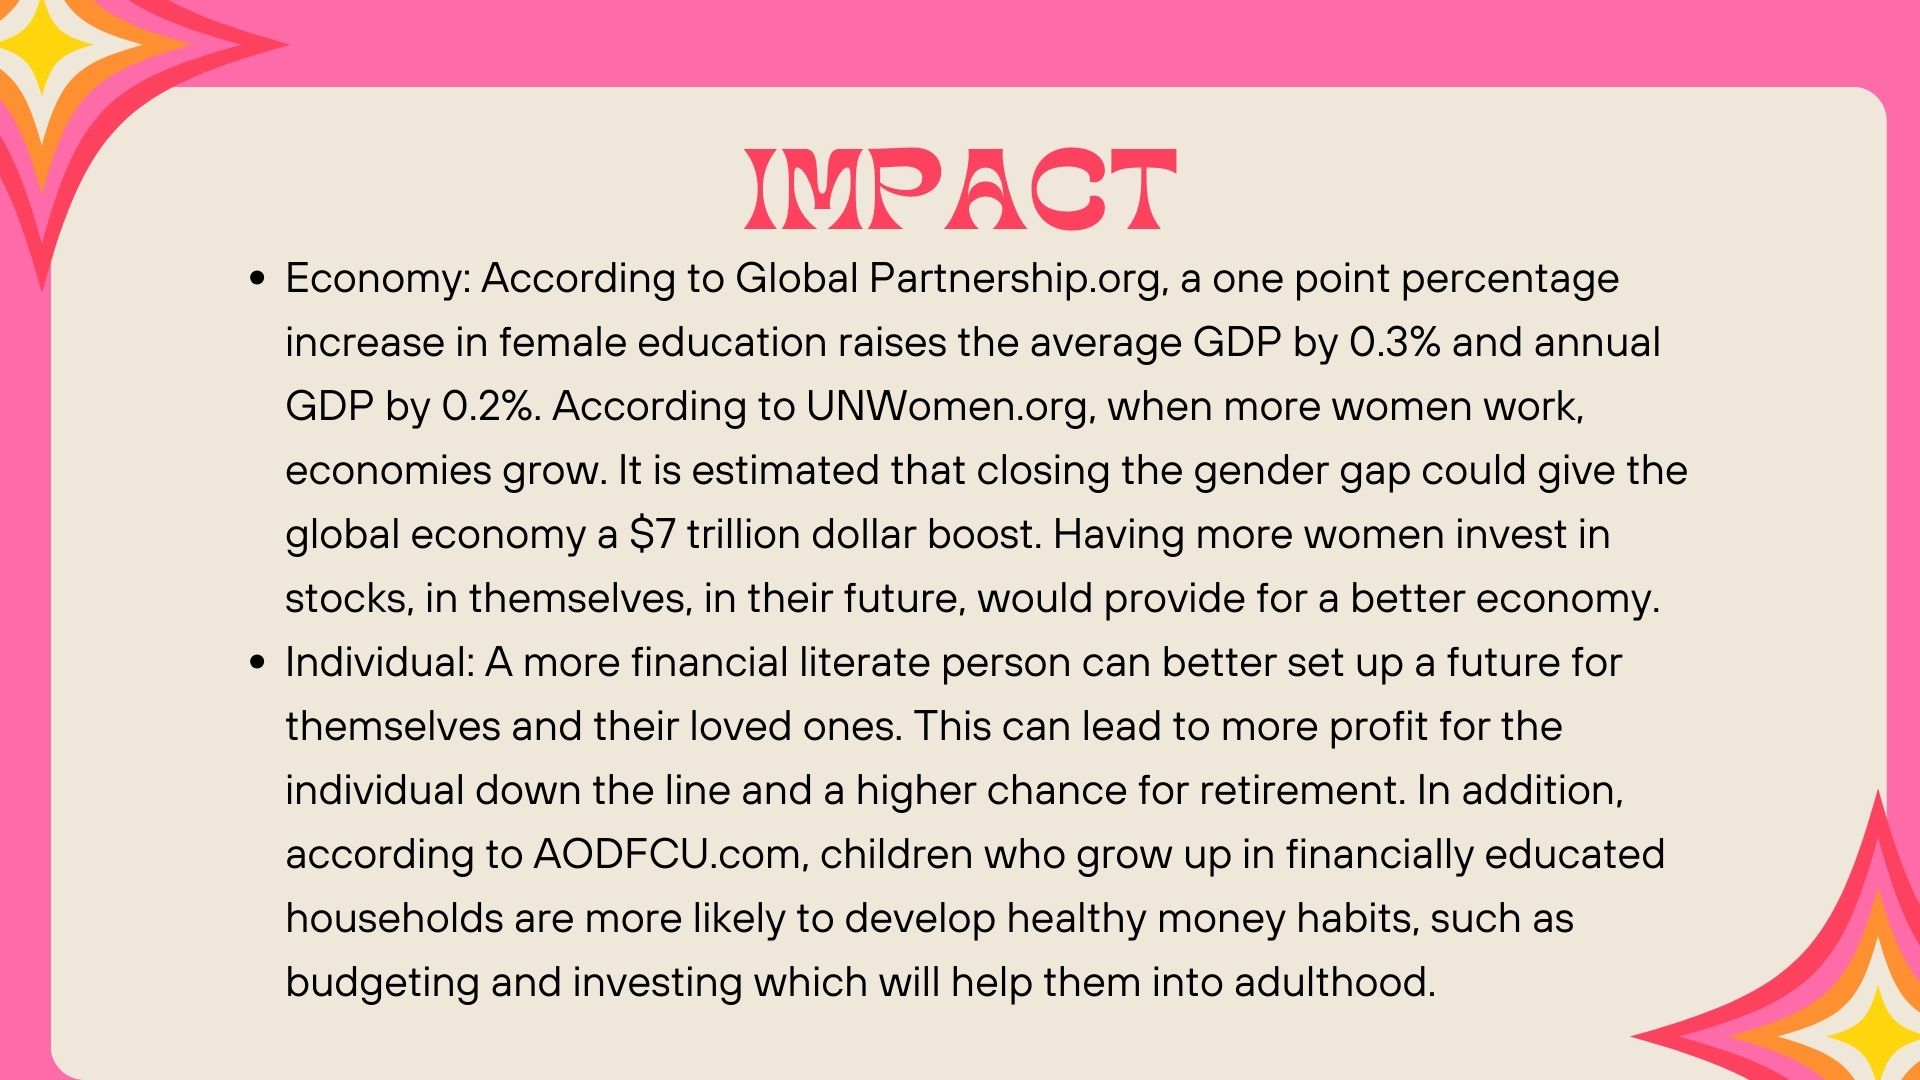 IMPACT
• Economy: According to Global Partnership.org, a one point percentage
increase in female education raises the average GDP by 0.3% and annual
GDP by 0.2%. According to UNWomen.org, when more women work,
economies grow. It is estimated that closing the gender gap could give the
global economy a $7 trillion dollar boost. Having more women invest in
stocks, in themselves, in their future, would provide for a better economy.
• Individual: A more financial literate person can better set up a future for
themselves and their loved ones. This can lead to more profit for the
individual down the line and a higher chance for retirement. In addition,
according to AODFCU.com, children who grow up in financially educated
households are more likely to develop healthy money habits, such as
budgeting and investing which will help them into adulthood.